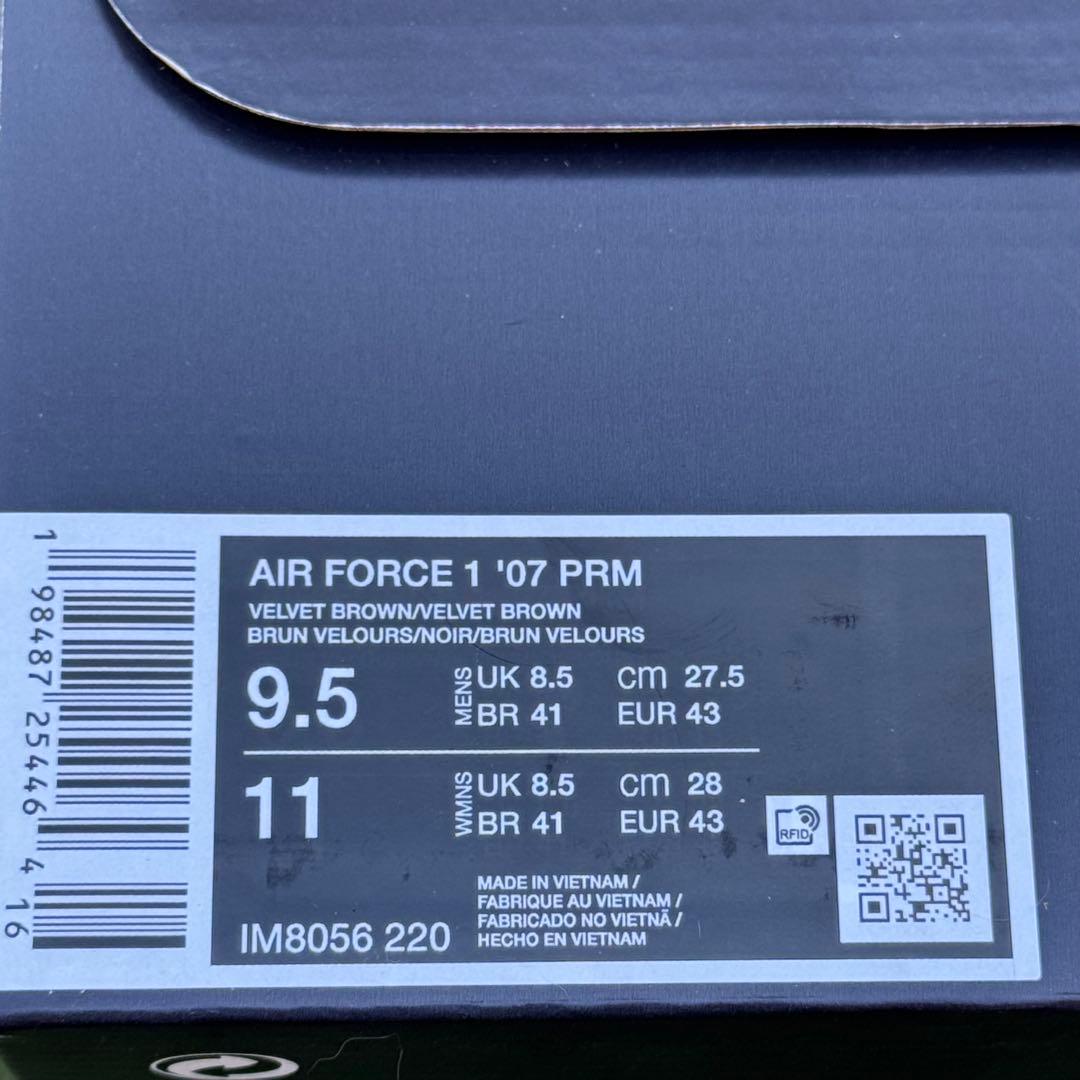 AIR FORCE 1 '07 PRM
VELVET BROWN/VELVET BROWN
BRUN VELOURS/NOIR/BRUN VELOURS
9.5 MENS UK 8.5 cm 27.5
BR 41 EUR 43
11 WMNS UK 8.5 cm 28
BR 41 EUR 43
RFID
MADE IN VIETNAM /
FABRIQUE AU VIETNAM /
FABRICADO NO VIETNÃ /
HECHO EN VIETNAM
IM8056 220
1 98487 25446 4 16